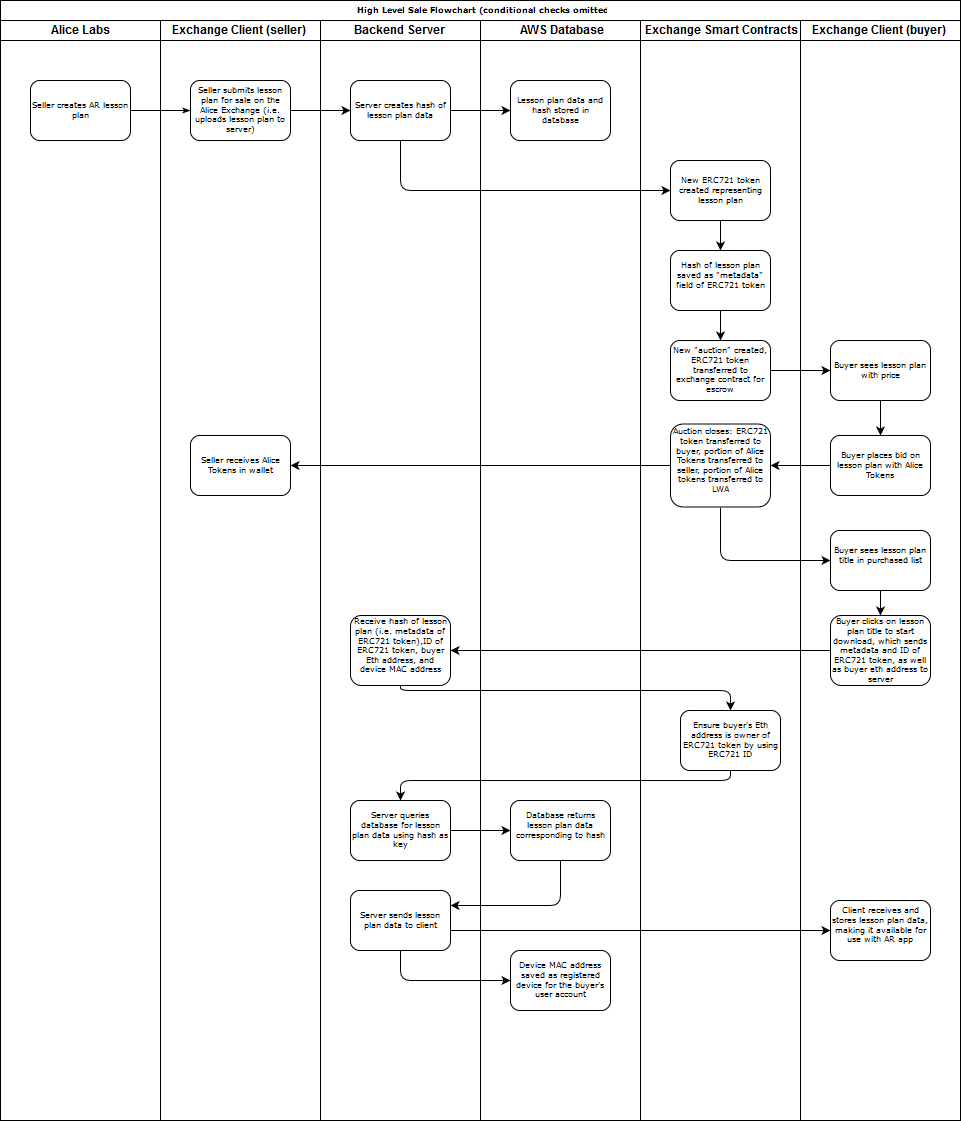 High Level Sale Flowchart (conditional checks omitted
Alice Labs
Exchange Client (seller)
Backend Server
AWS Database
Exchange Smart Contracts
Exchange Client (buyer)
Seller creates AR lesson
plan
Seller submits lesson
plan for sale on the
Alice Exchange (i.e.
uploads lesson plan to
server)
Server creates hash of
lesson plan data
Lesson plan data and
hash stored in
database
New ERC721 token
created representing
lesson plan
Hash of lesson plan
saved as "metadata"
field of ERC721 token
New "auction" created,
ERC721 token
transferred to
exchange contract for
escrow
Buyer sees lesson plan
with price
Buyer places bid on
lesson plan with Alice
Tokens
Auction closes: ERC721
token transferred to
buyer, portion of Alice
Tokens transferred to
seller, portion of Alice
tokens transferred to
LWA
Seller receives Alice
Tokens in wallet
Buyer sees lesson plan
title in purchased list
Buyer clicks on lesson
plan title to start
download, which sends
metadata and ID of
ERC721 token, as well
as buyer eth address to
server
Receive hash of lesson
plan (i.e. metadata of
ERC721 token),ID of
ERC721 token, buyer
Eth address, and
device MAC address
Ensure buyer's Eth
address is owner of
ERC721 token by using
ERC721 ID
Server queries
database for lesson
plan data using hash as
key
Database returns
lesson plan data
corresponding to hash
Server sends lesson
plan data to client
Client receives and
stores lesson plan data,
making it available for
use with AR app
Device MAC address
saved as registered
device for the buyer's
user account